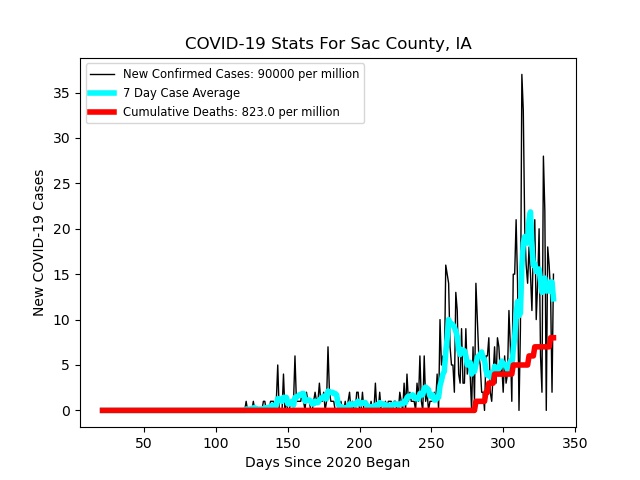 COVID-19 Stats For Sac County, IA
New Confirmed Cases: 90000 per million
7 Day Case Average
Cumulative Deaths: 823.0 per million
New COVID-19 Cases
35
30
25
20
15
10
5
0
50 100 150 200 250 300 350
Days Since 2020 Began